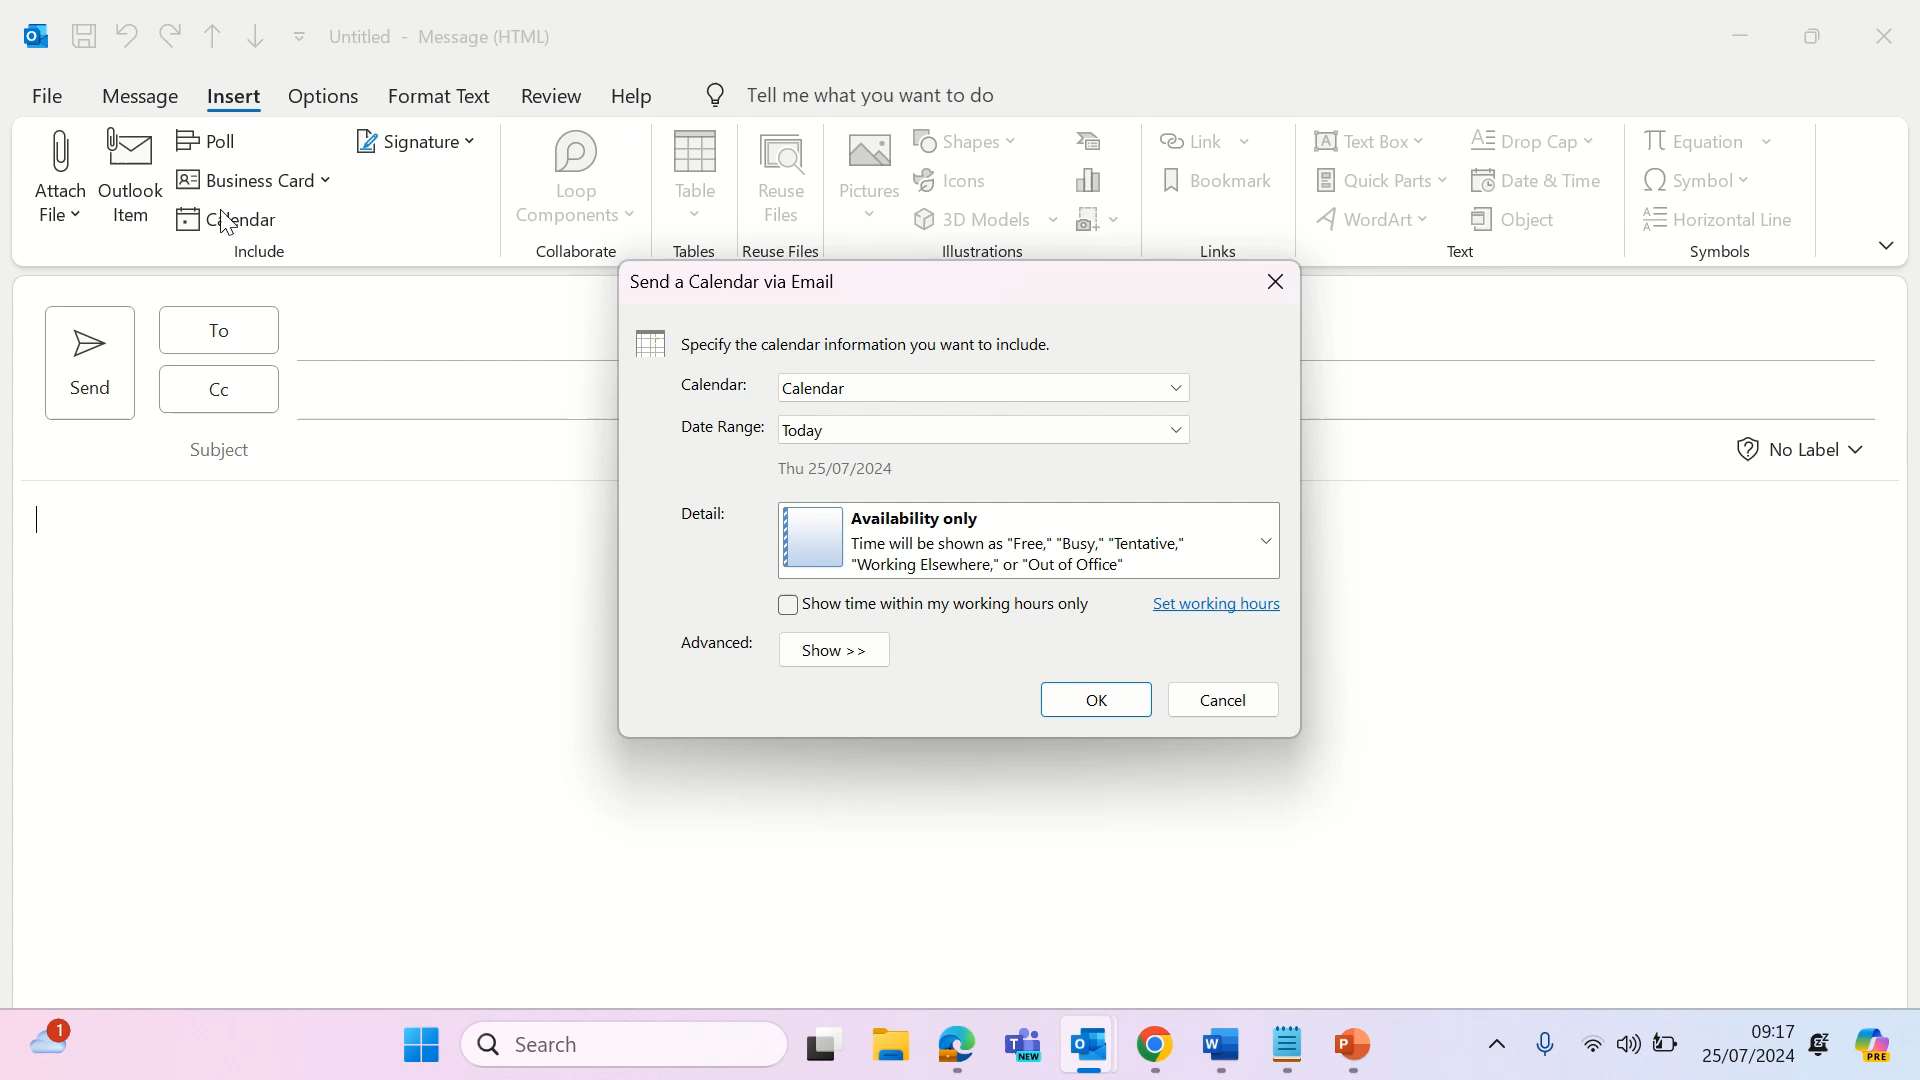 Untitled - Message (HTML)
File Message Insert Options Format Text Review Help Tell me what you want to do
Attach File
Outlook Item
Poll
Business Card
Calendar
Signature
Include
Loop Components
Collaborate
Table
Tables
Reuse Files
Reuse Files
Pictures
Shapes
Icons
3D Models
Illustrations
Link
Bookmark
Links
Text Box
Quick Parts
WordArt
Drop Cap
Date & Time
Object
Text
Equation
Symbol
Horizontal Line
Symbols
Send
To
Cc
Subject
No Label
Send a Calendar via Email
Specify the calendar information you want to include.
Calendar: Calendar
Date Range: Today
Thu 25/07/2024
Detail: Availability only
Time will be shown as "Free," "Busy," "Tentative,"
"Working Elsewhere," or "Out of Office"
Show time within my working hours only Set working hours
Advanced: Show >>
OK Cancel
1
Search
NEW
09:17
25/07/2024
PRE